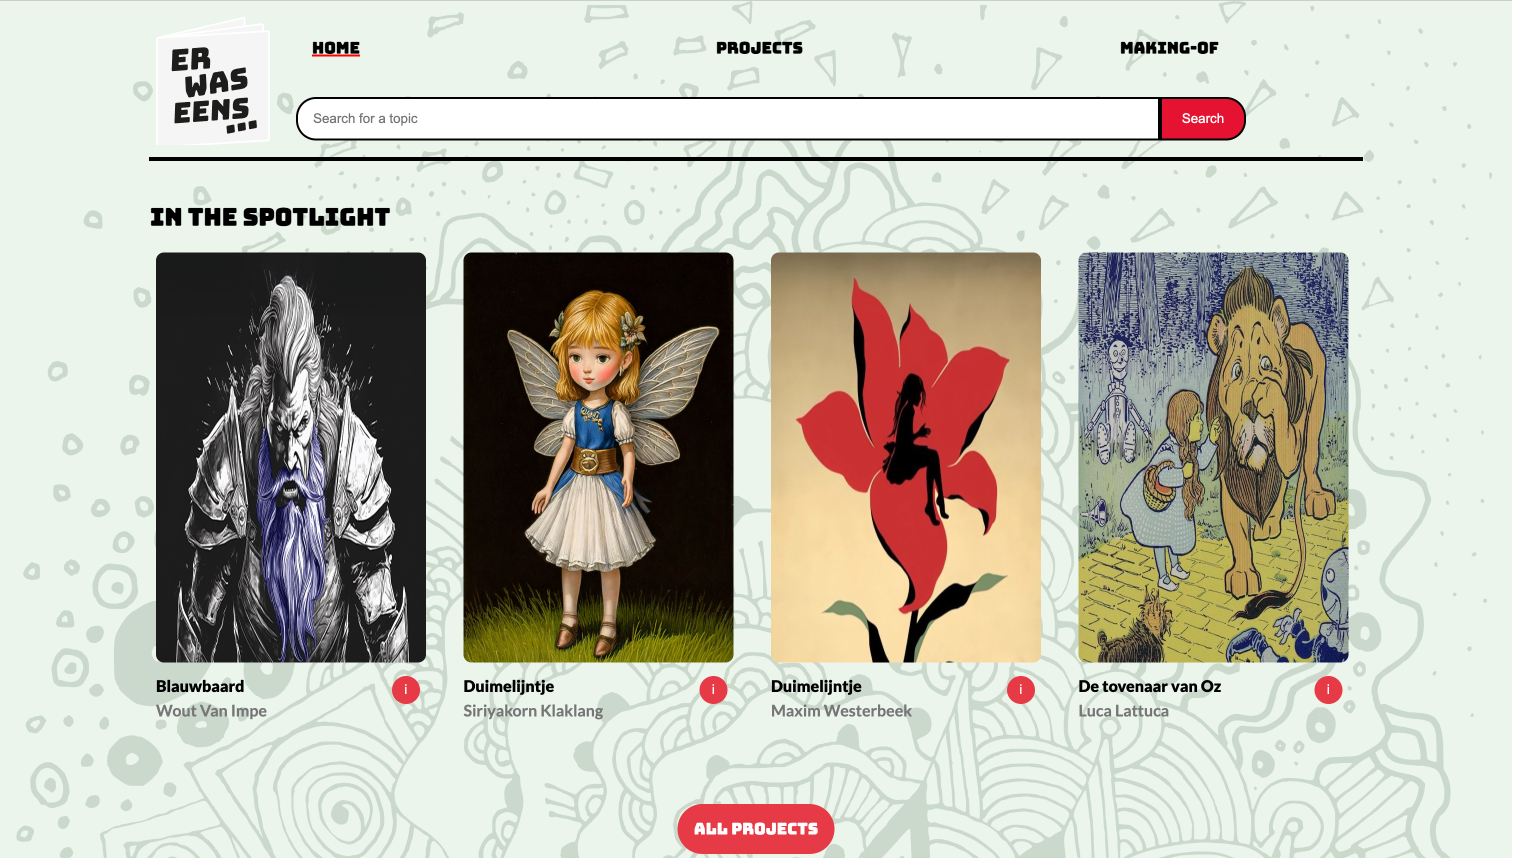 ER
WAS
EENS...
HOME
PROJECTS
MAKING-OF
Search for a topic
Search
IN THE SPOTLIGHT
Blauwbaard
i
Wout Van Impe
Duimelijntje
i
Siriyakorn Klaklang
Duimelijntje
i
Maxim Westerbeek
De tovenaar van Oz
i
Luca Lattuca
ALL PROJECTS